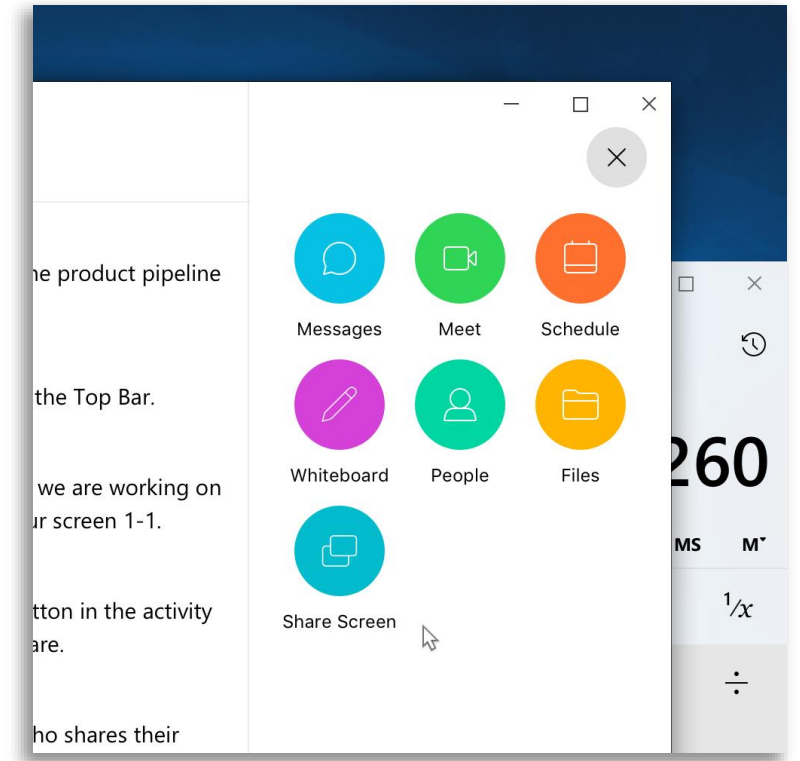 he product pipeline
the Top Bar.
we are working on
ur screen 1-1.
tton in the activity
are.
ho shares their
Messages Meet Schedule
Whiteboard People Files
Share Screen
260
MS M
1/x
÷